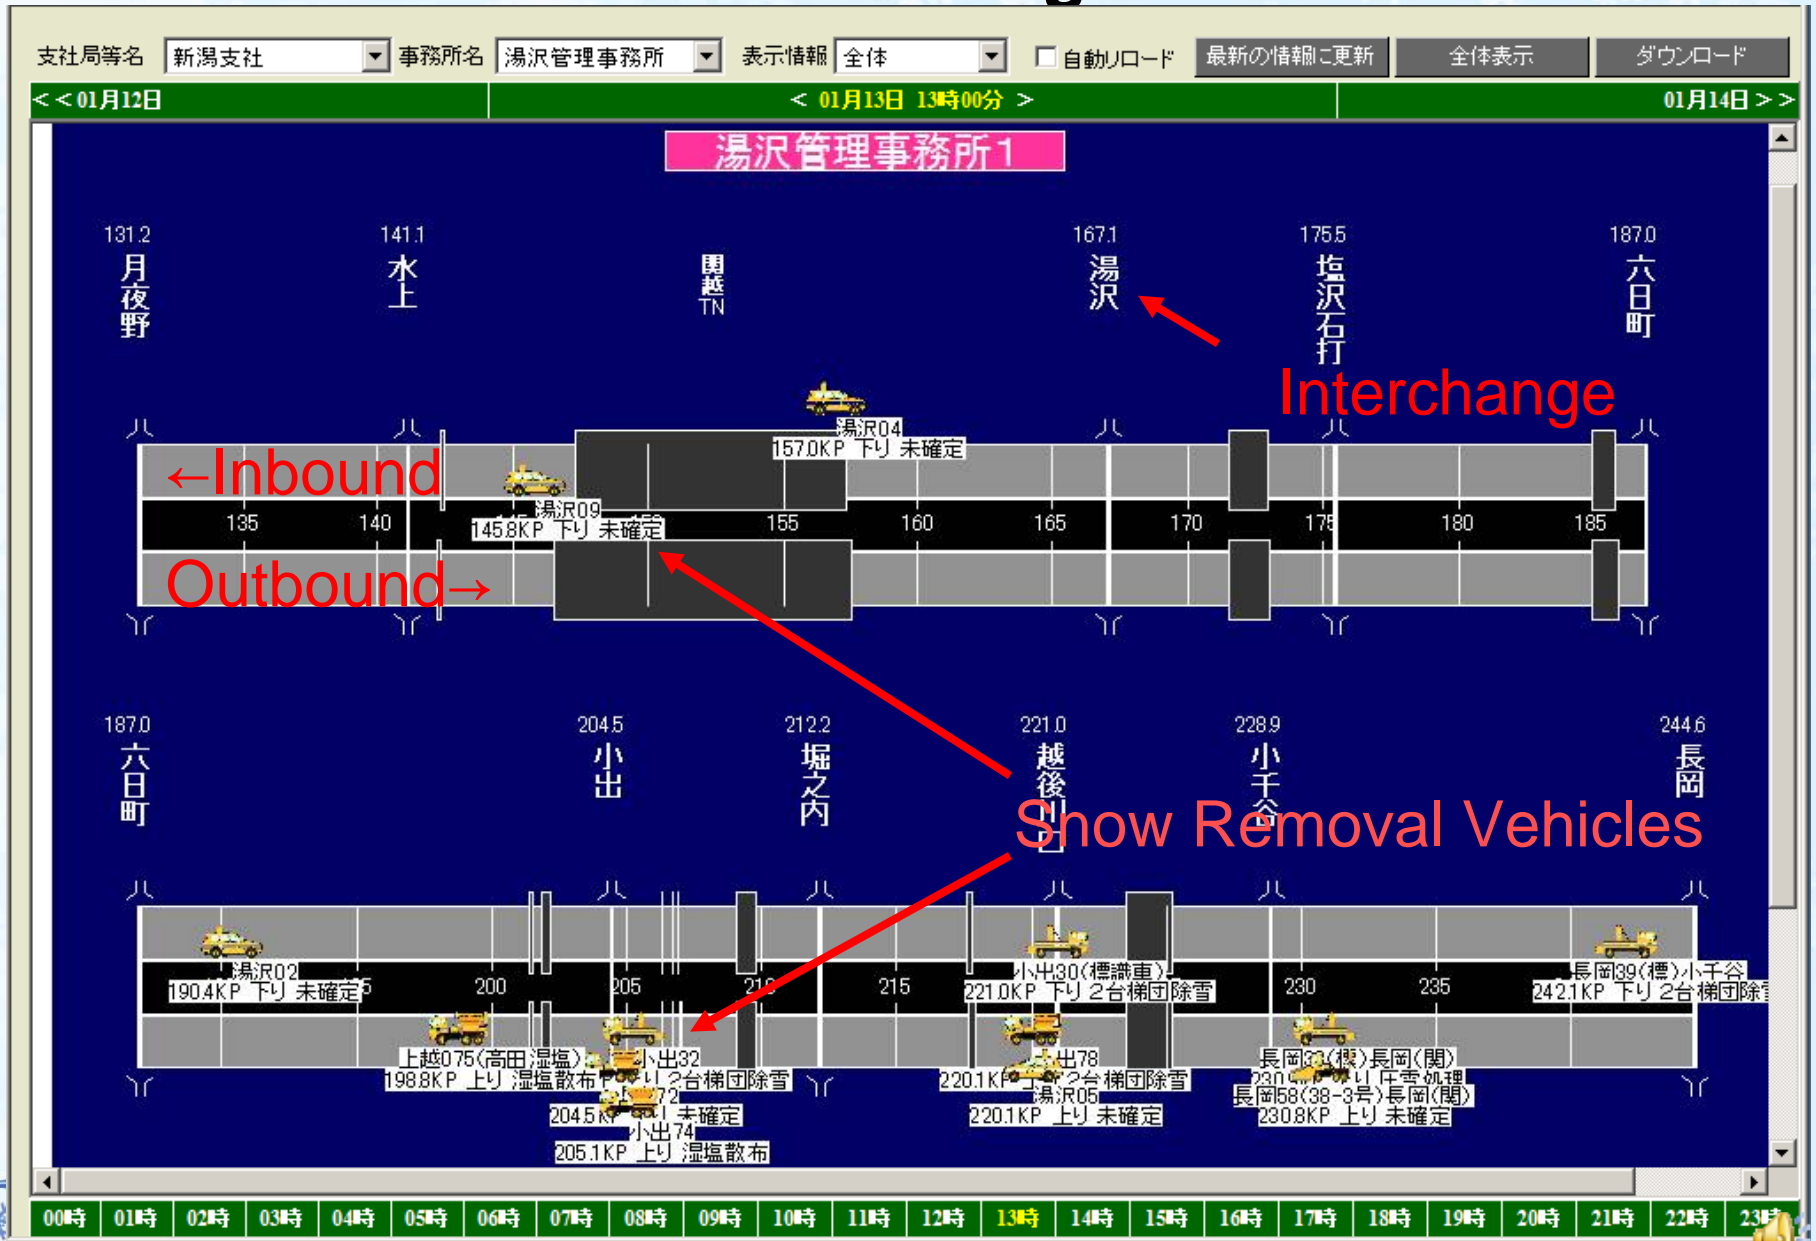 支社局等名 新潟支社 事務所名 湯沢管理事務所 表示情報 全体 自動リロード 最新の情報に更新 全体表示 ダウンロード
<<01月12日 < 01月13日 13時00分 > 01月14日>>
湯沢管理事務所1
131.2 141.1 167.1 175.5 187.0
月夜野 水上 関越TN 湯沢 塩沢石打 六日町
Interchange
湯沢04
157.0KP 下り 未確定
←Inbound
湯沢09
135 140 155 160 165 170 175 180 185
145.8KP 下り 未確定
Outbound→
187.0 204.5 212.2 221.0 228.9 244.6
六日町 小出 堀之内 越後川口 小千谷 長岡
Snow Removal Vehicles
湯沢02 小出30(標識車) 長岡39(標)小千谷
190.4KP 下り 未確定 200 205 210 215 221.0KP 下り 2台梯団除雪 230 235 242.1KP 下り 2台梯団除雪
上越075(高田湿塩) 小出32 出78 長岡
198.8KP 上り 湿塩散布 2台梯団除雪 220.1KP 2台梯団除雪
72 湯沢05 長岡58(38-3号)長岡(関)
204.5 未確定 220.1KP 上り 未確定 230.8KP 上り 未確定
小出74
205.1KP 上り 湿塩散布
00時 01時 02時 03時 04時 05時 06時 07時 08時 09時 10時 11時 12時 13時 14時 15時 16時 17時 18時 19時 20時 21時 22時 23時